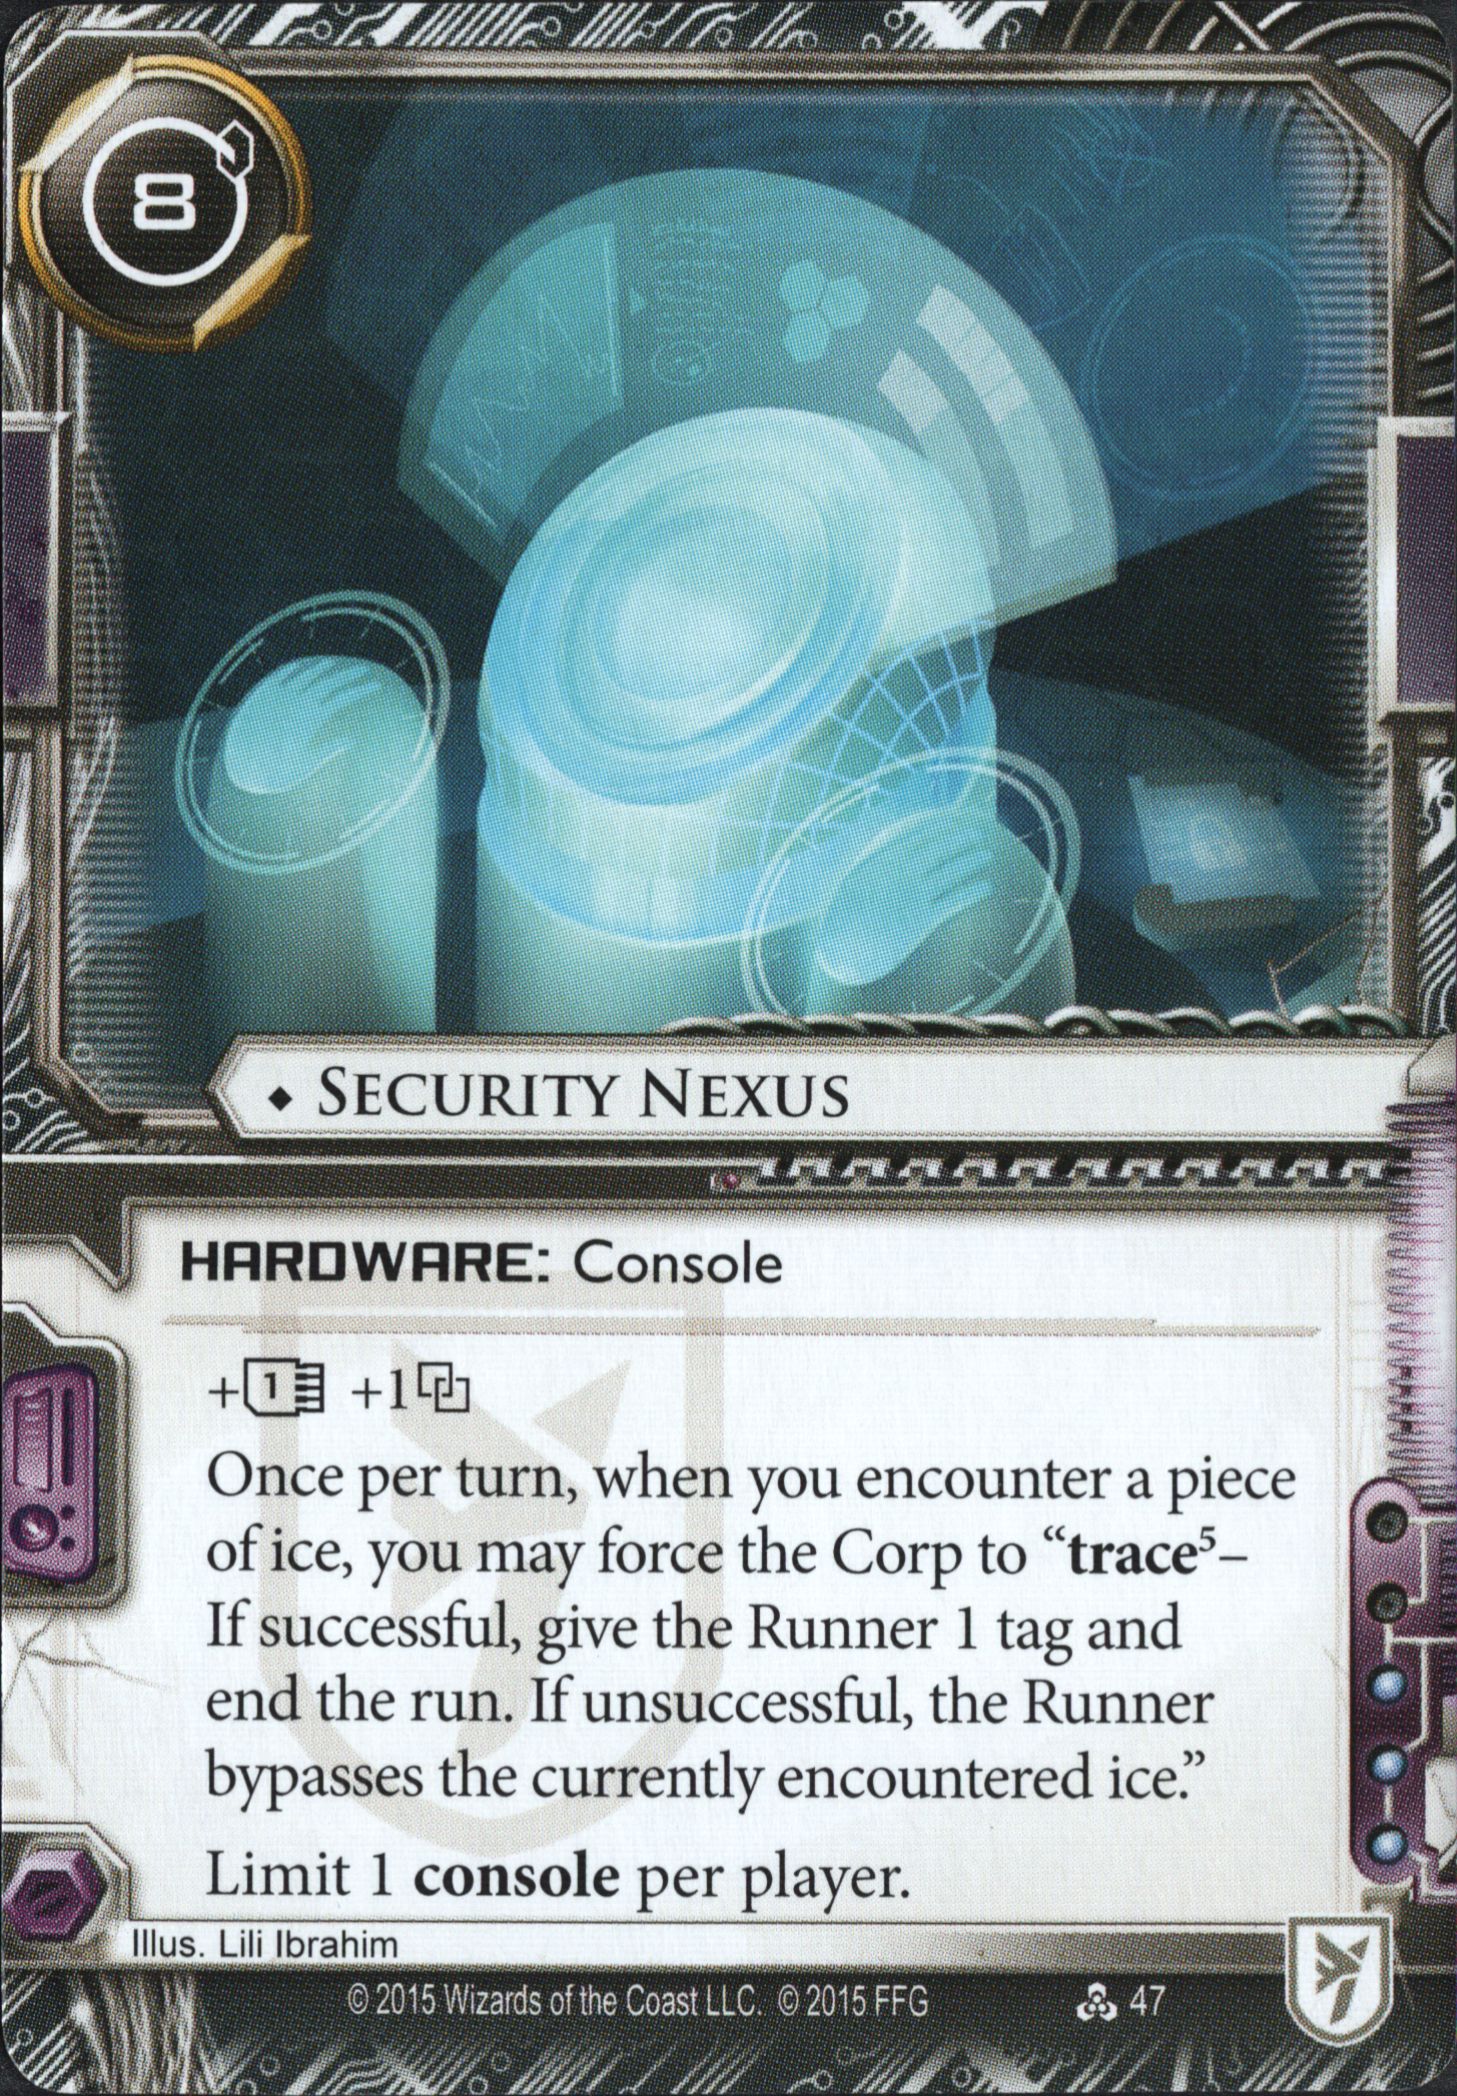 8
◆ SECURITY NEXUS
HARDWARE: Console
+1 +1
Once per turn, when you encounter a piece
of ice, you may force the Corp to “trace⁵–
If successful, give the Runner 1 tag and
end the run. If unsuccessful, the Runner
bypasses the currently encountered ice.”
Limit 1 console per player.
Illus. Lili Ibrahim
© 2015 Wizards of the Coast LLC. © 2015 FFG
47